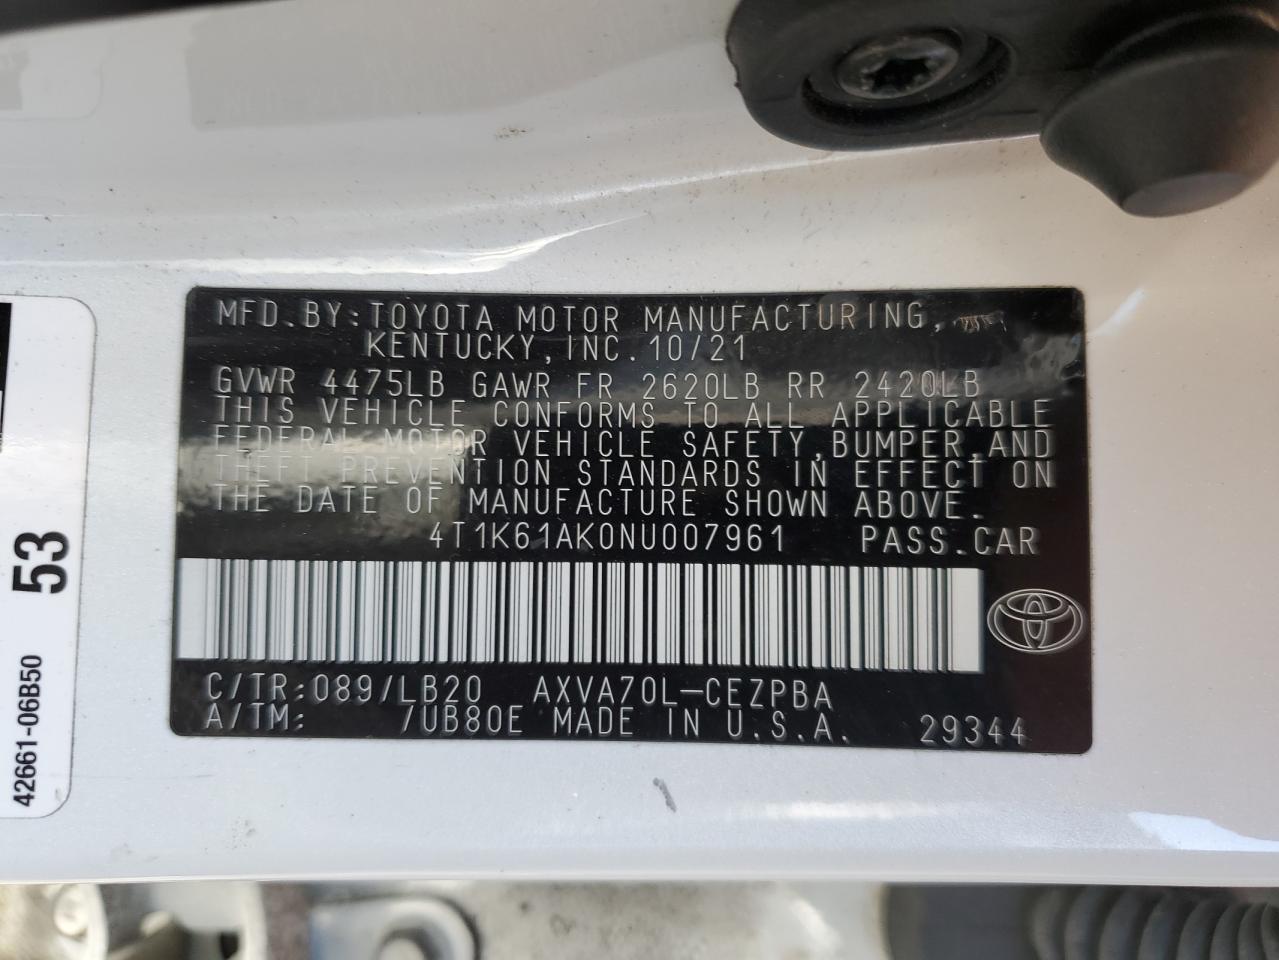 MFD.BY:TOYOTA MOTOR MANUFACTURING,
KENTUCKY,INC.10/21
GVWR 4475LB GAWR FR 2620LB RR 2420LB
THIS VEHICLE CONFORMS TO ALL APPLICABLE
FEDERAL MOTOR VEHICLE SAFETY,BUMPER,AND
THEFT PREVENTION STANDARDS IN EFFECT ON
THE DATE OF MANUFACTURE SHOWN ABOVE.
4T1K61AK0NU007961 PASS.CAR
C/TR:089/LB20 AXVA70L-CEZPBA
A/TM: /UB80E MADE IN U.S.A. 29344
53
42661-06B50